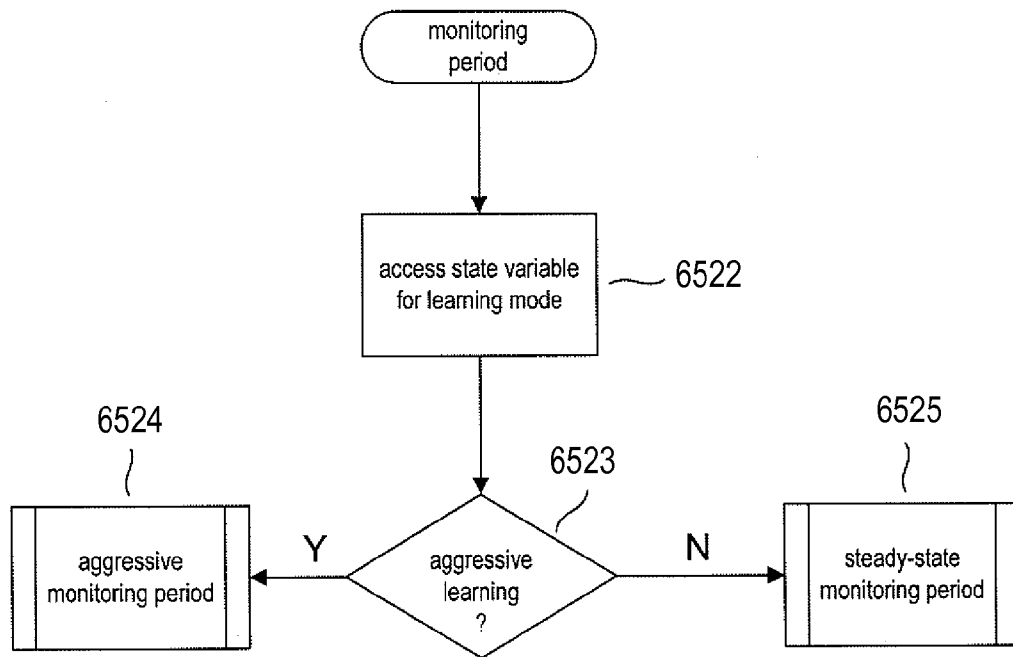 monitoring
period
access state variable
for learning mode
6522
6524
6525
6523
Y
N
aggressive
monitoring period
aggressive
learning
?
steady-state
monitoring period